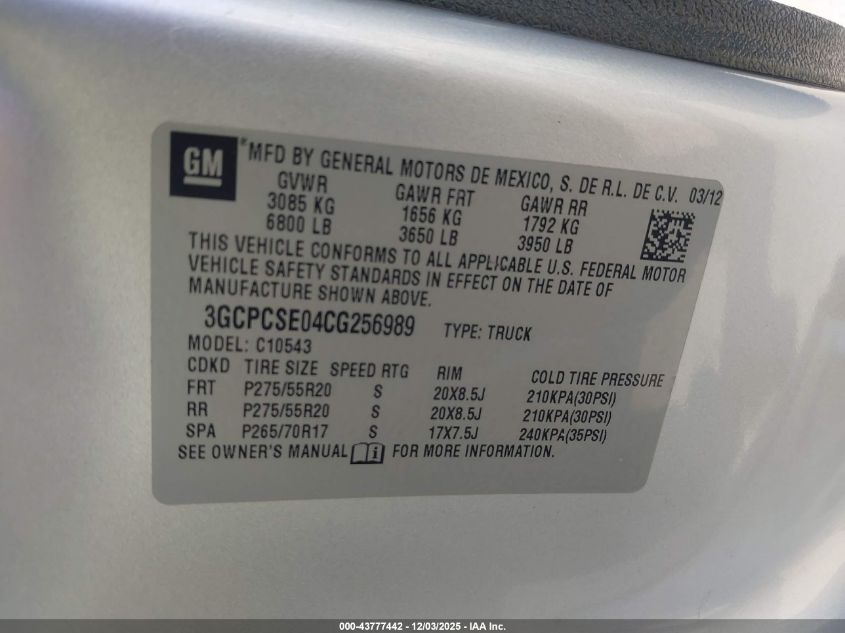 GM
*MFD BY GENERAL MOTORS DE MEXICO, S. DE R.L. DE C.V. 03/12
GVWR GAWR FRT GAWR RR
3085 KG 1656 KG 1792 KG
6800 LB 3650 LB 3950 LB
THIS VEHICLE CONFORMS TO ALL APPLICABLE U.S. FEDERAL MOTOR
VEHICLE SAFETY STANDARDS IN EFFECT ON THE DATE OF
MANUFACTURE SHOWN ABOVE.
3GCPCSE04CG256989 TYPE: TRUCK
MODEL: C10543
CDKD TIRE SIZE SPEED RTG RIM COLD TIRE PRESSURE
FRT P275/55R20 S 20X8.5J 210KPA(30PSI)
RR P275/55R20 S 20X8.5J 210KPA(30PSI)
SPA P265/70R17 S 17X7.5J 240KPA(35PSI)
SEE OWNER'S MANUAL i FOR MORE INFORMATION.
000-43777442 - 12/03/2025 - IAA Inc.